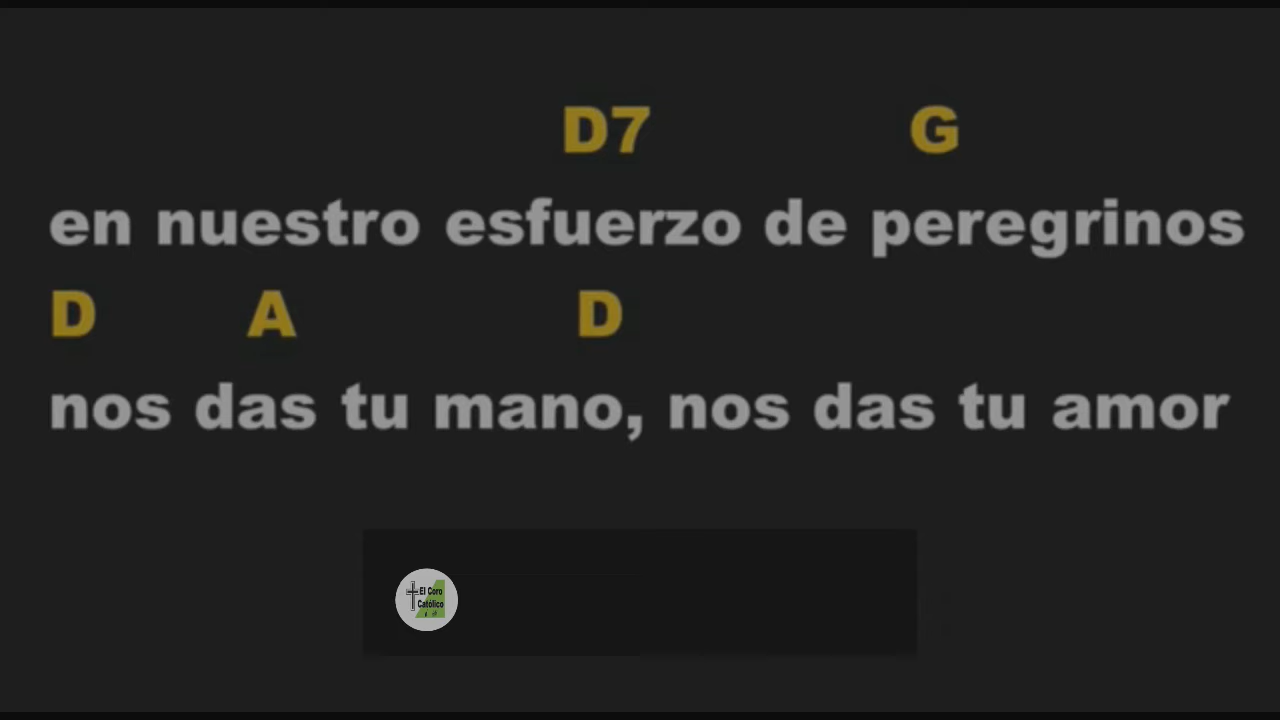 D7 G
en nuestro esfuerzo de peregrinos
D A D
nos das tu mano, nos das tu amor
El Coro
Católico